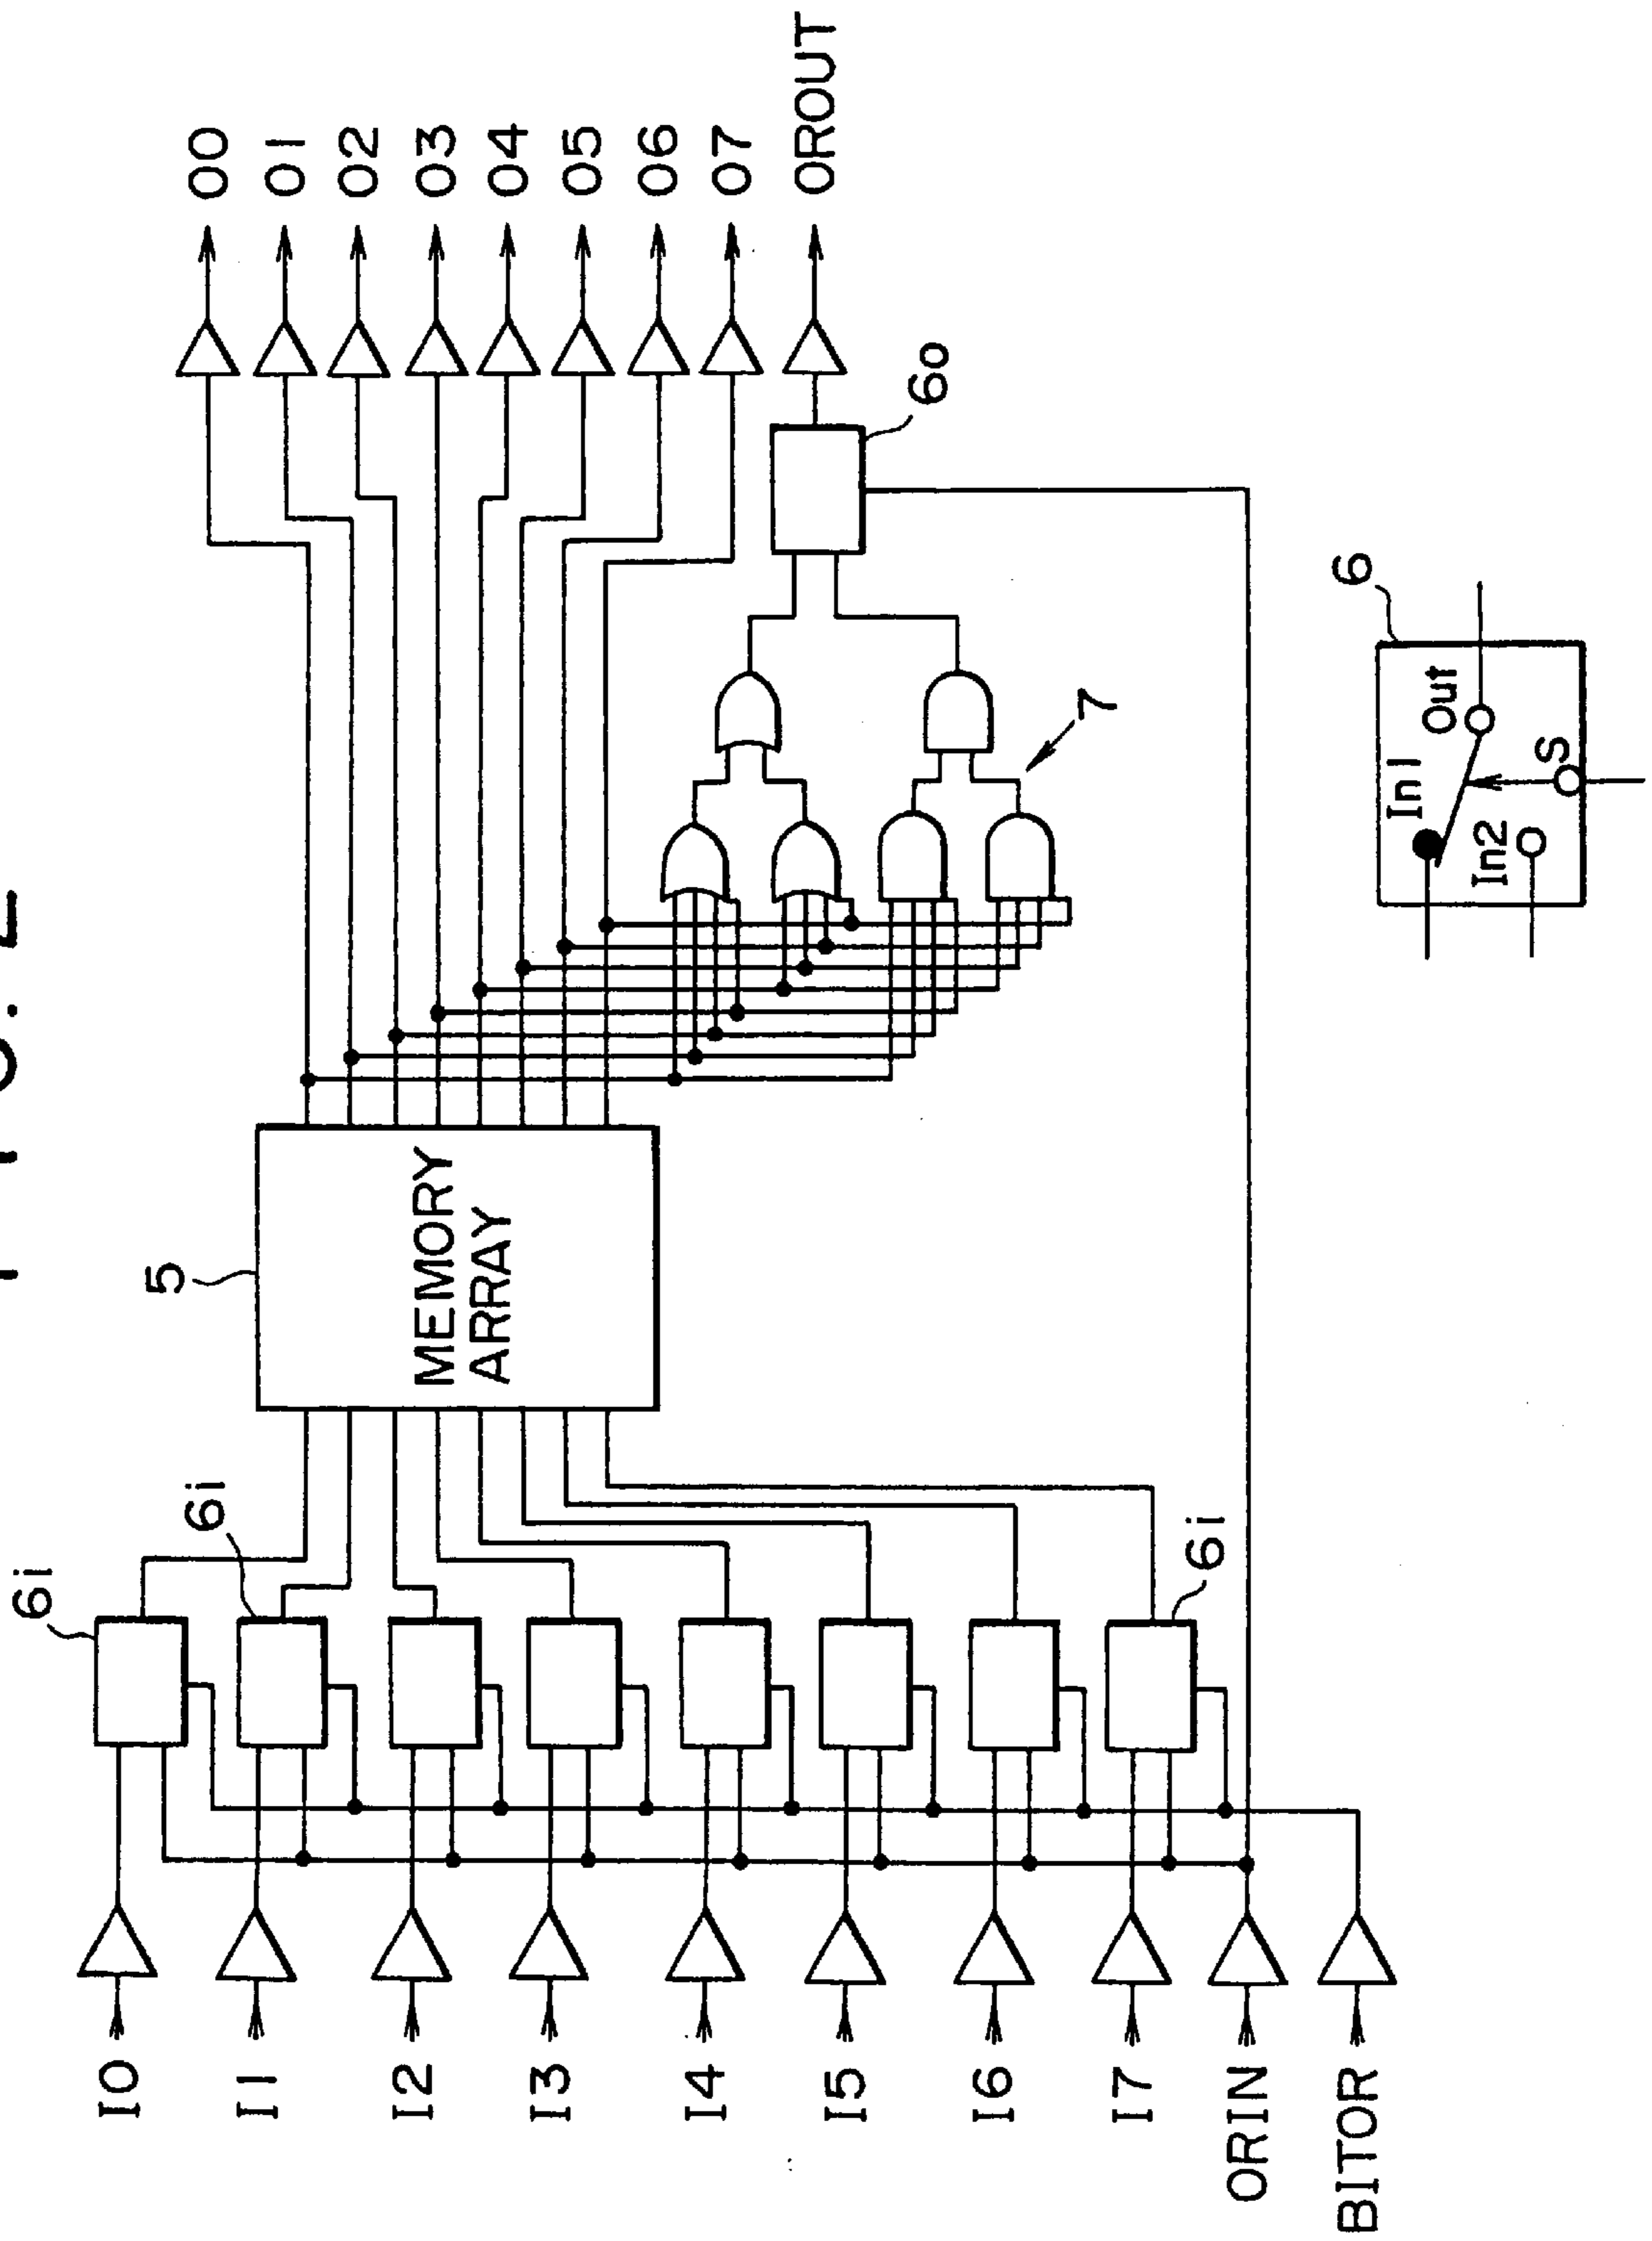 I0
I1
I2
I3
I4
I5
I6
I7
ORIN
BITOR
6i
6i
6i
5
MEMORY
ARRAY
7
6o
O0
O1
O2
O3
O4
O5
O6
O7
OROUT
6
In1
In2
Out
S